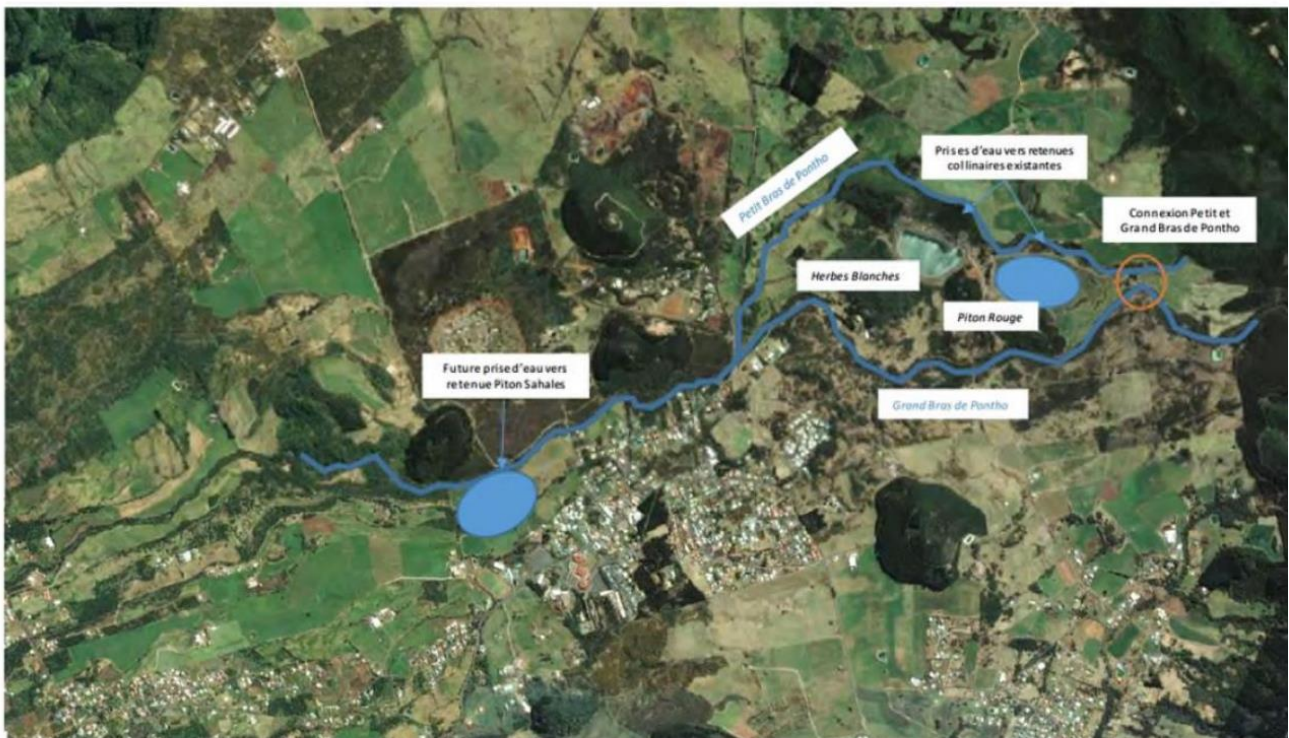 Petit Bras de Pontho
Prises d'eau vers retenues
collinaires existantes
Connexion Petit et
Grand Bras de Pontho
Herbes Blanches
Piton Rouge
Future prise d'eau vers
retenue Piton Sahales
Grand Bras de Pontho